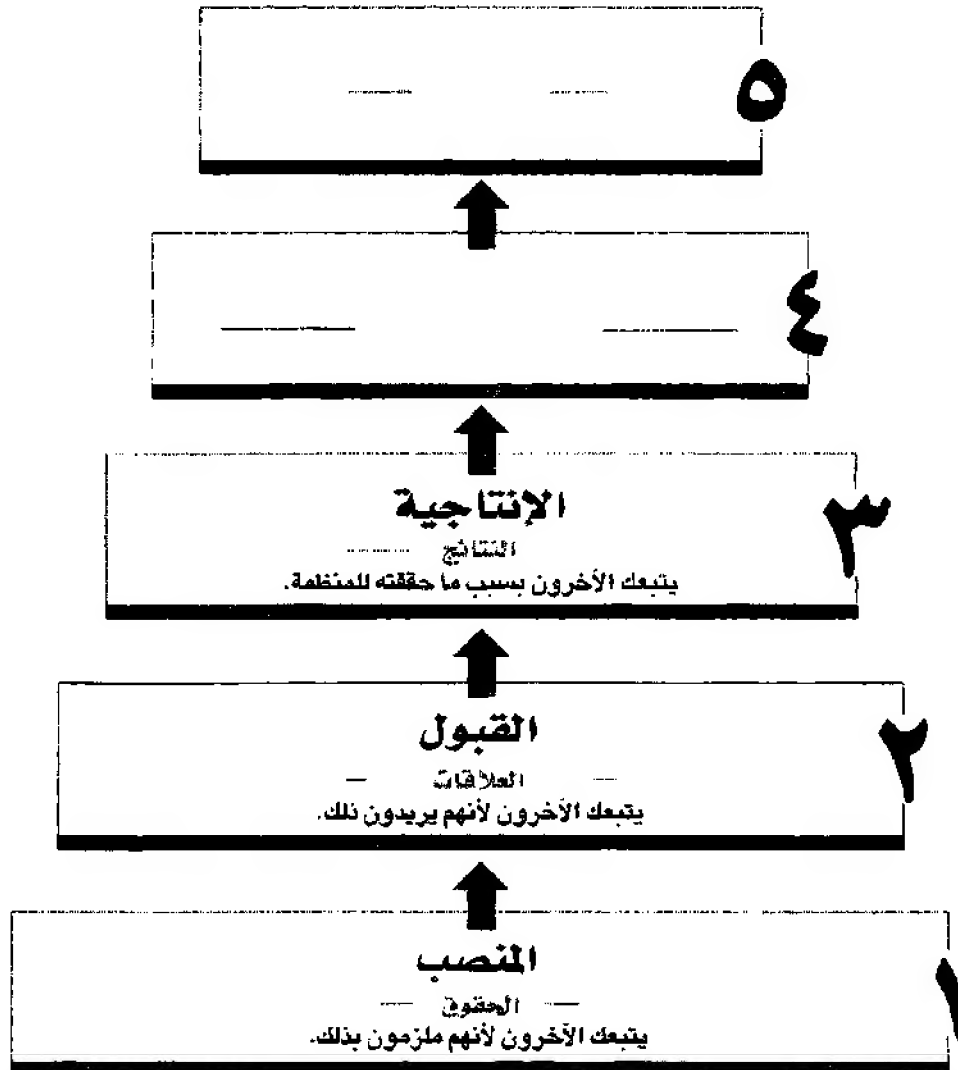 ٥
٤
٣
الإنتاجية
النتائج
يتبعك الآخرون بسبب ما حققته للمنظمة.
٢
القبول
العلاقات
يتبعك الآخرون لأنهم يريدون ذلك.
١
المنصب
الحقوق
يتبعك الآخرون لأنهم ملزمون بذلك.